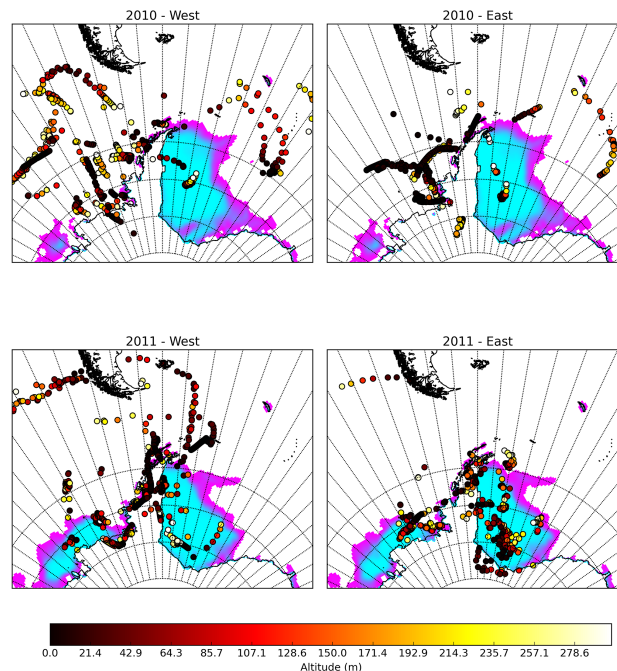 2010 - West
2010 - East
2011 - West
2011 - East
0.0 21.4 42.9 64.3 85.7 107.1 128.6 150.0 171.4 192.9 214.3 235.7 257.1 278.6
Altitude (m)